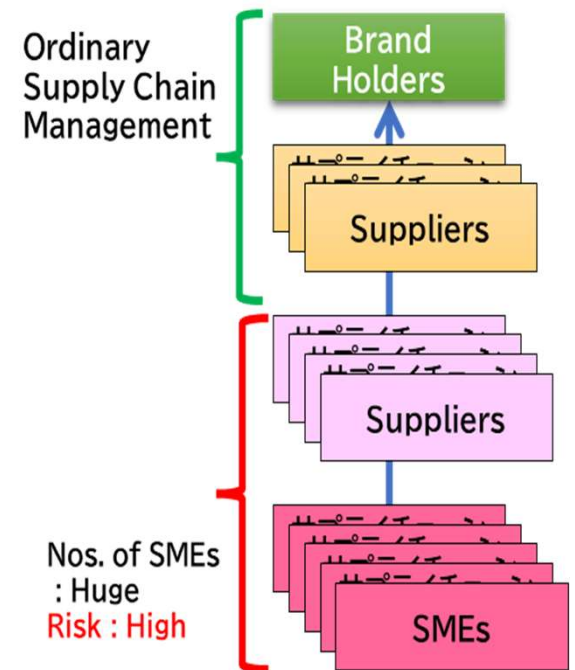 Ordinary
Supply Chain
Management
Brand
Holders
Suppliers
Suppliers
Nos. of SMEs
: Huge
Risk : High
SMEs